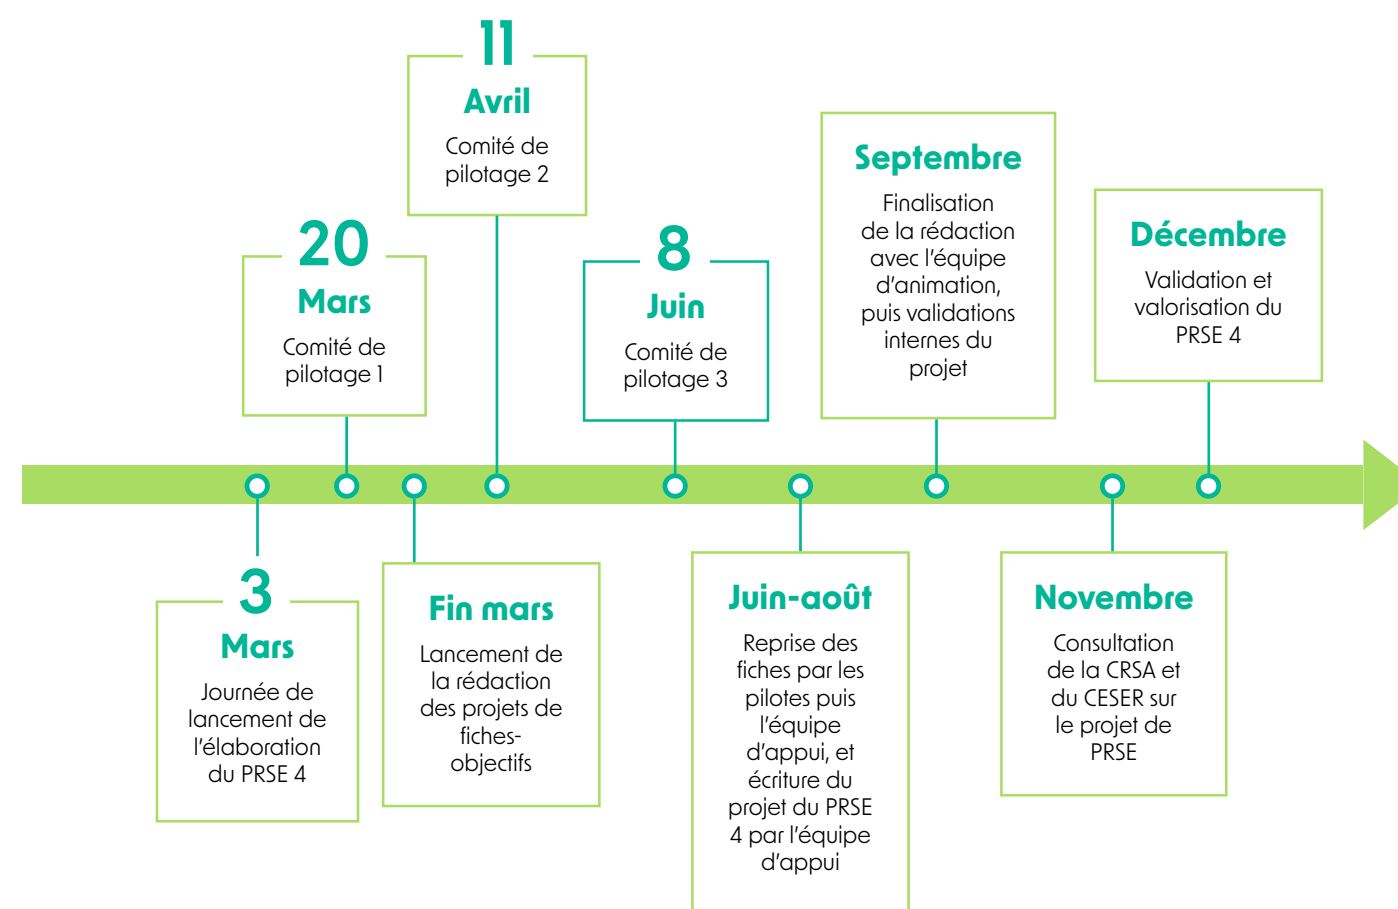 3
Mars
Journée de
lancement de
l'élaboration
du PRSE 4
20
Mars
Comité de
pilotage 1
Fin mars
Lancement de
la rédaction
des projets de
fiches-
objectifs
11
Avril
Comité de
pilotage 2
8
Juin
Comité de
pilotage 3
Juin-août
Reprise des
fiches par les
pilotes puis
l'équipe
d'appui, et
écriture du
projet du PRSE
4 par l'équipe
d'appui
Septembre
Finalisation
de la rédaction
avec l'équipe
d'animation,
puis validations
internes du
projet
Novembre
Consultation
de la CRSA et
du CESER sur
le projet de
PRSE
Décembre
Validation et
valorisation du
PRSE 4